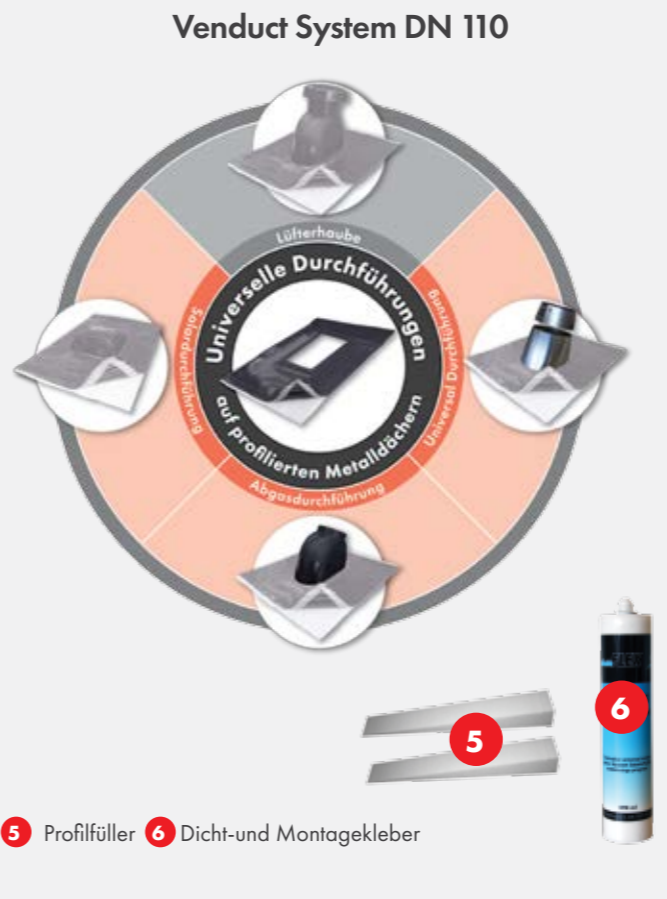 Venduct System DN 110
Lüfterhaube
Universelle Durchführungen
auf profilierten Metalldächern
Solardurchführung
Universal Durchführung
Abgasdurchführung
5
6
5 Profilfüller 6 Dicht-und Montagekleber